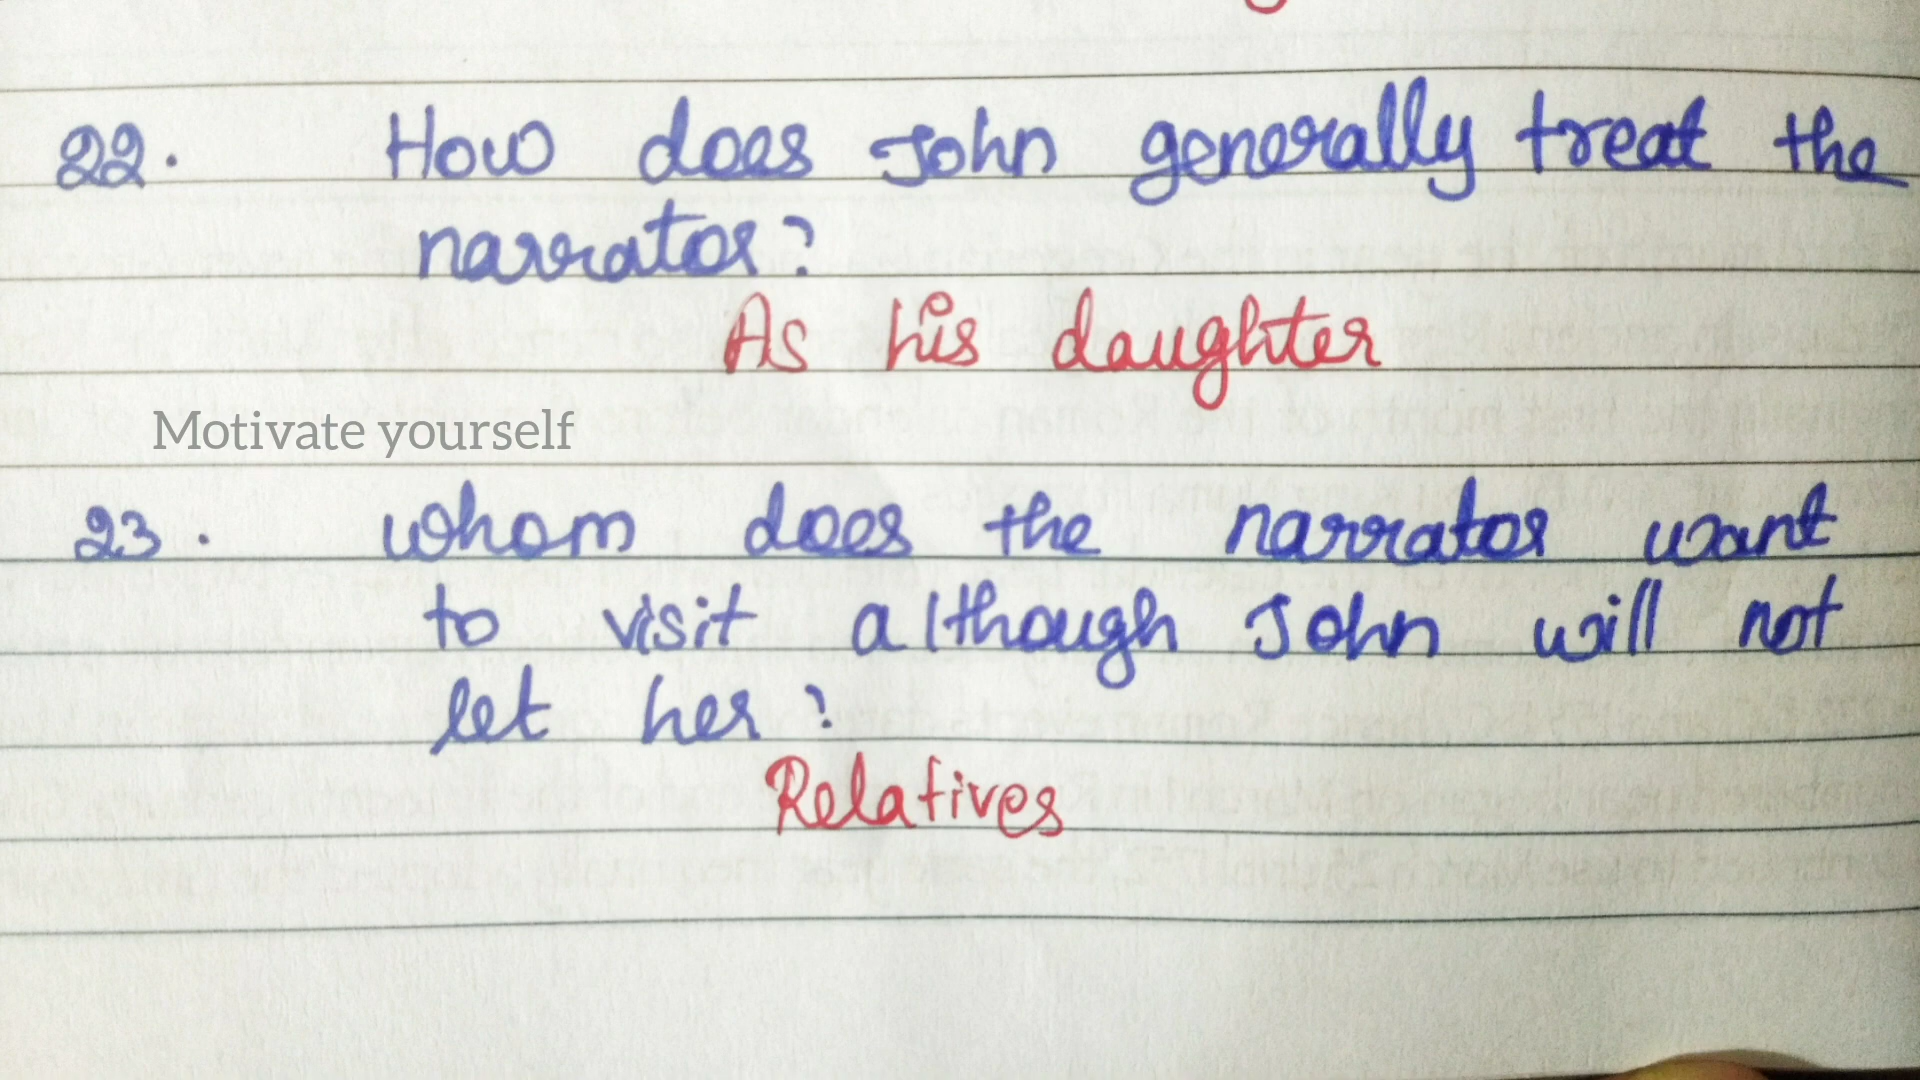 22. How does John generally treat the
narrator?
As his daughter
Motivate yourself
23. whom does the narrator want
to visit although John will not
let her?
Relatives